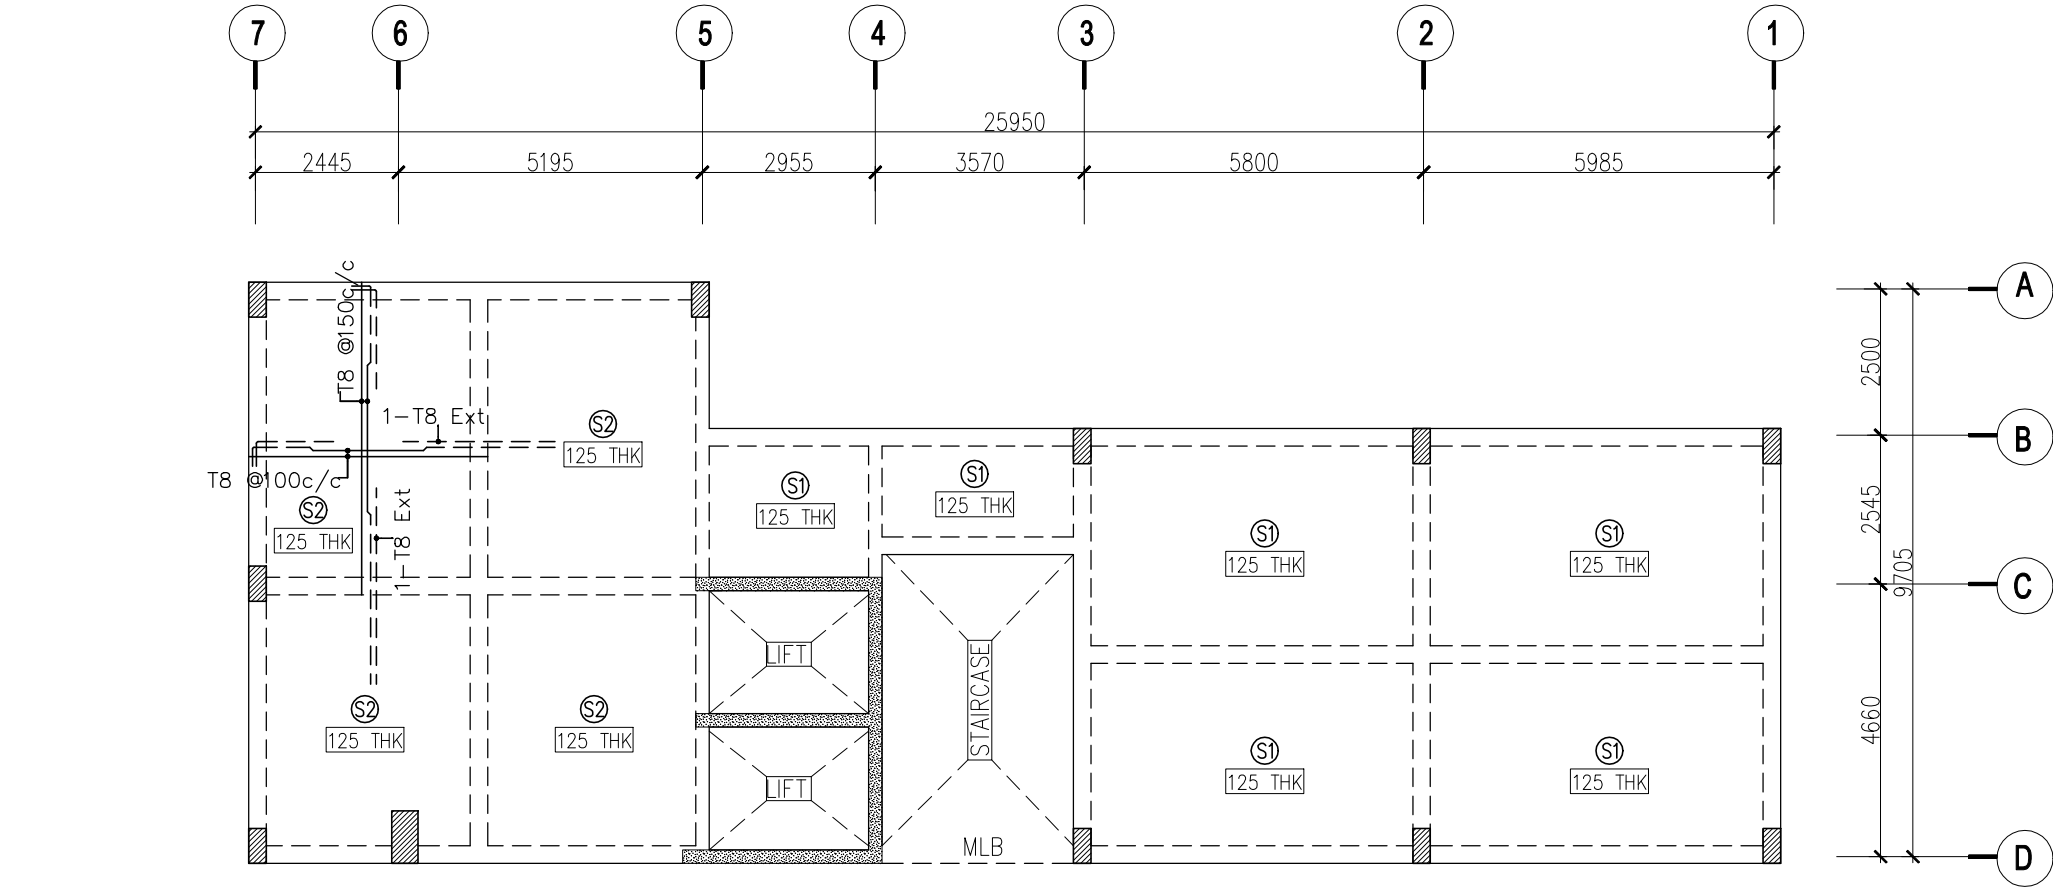 7 6 5 4 3 2 1
25950
2445 5195 2955 3570 5800 5985
A
B
C
D
2500
2545
4660
9705
T8 @150c/c
1-T8 Ext
T8 @100c/c
1-T8 Ext
S2
125 THK
S2
125 THK
S1
125 THK
S1
125 THK
S1
125 THK
S1
125 THK
S2
125 THK
S2
125 THK
LIFT
LIFT
STAIRCASE
S1
125 THK
S1
125 THK
MLB